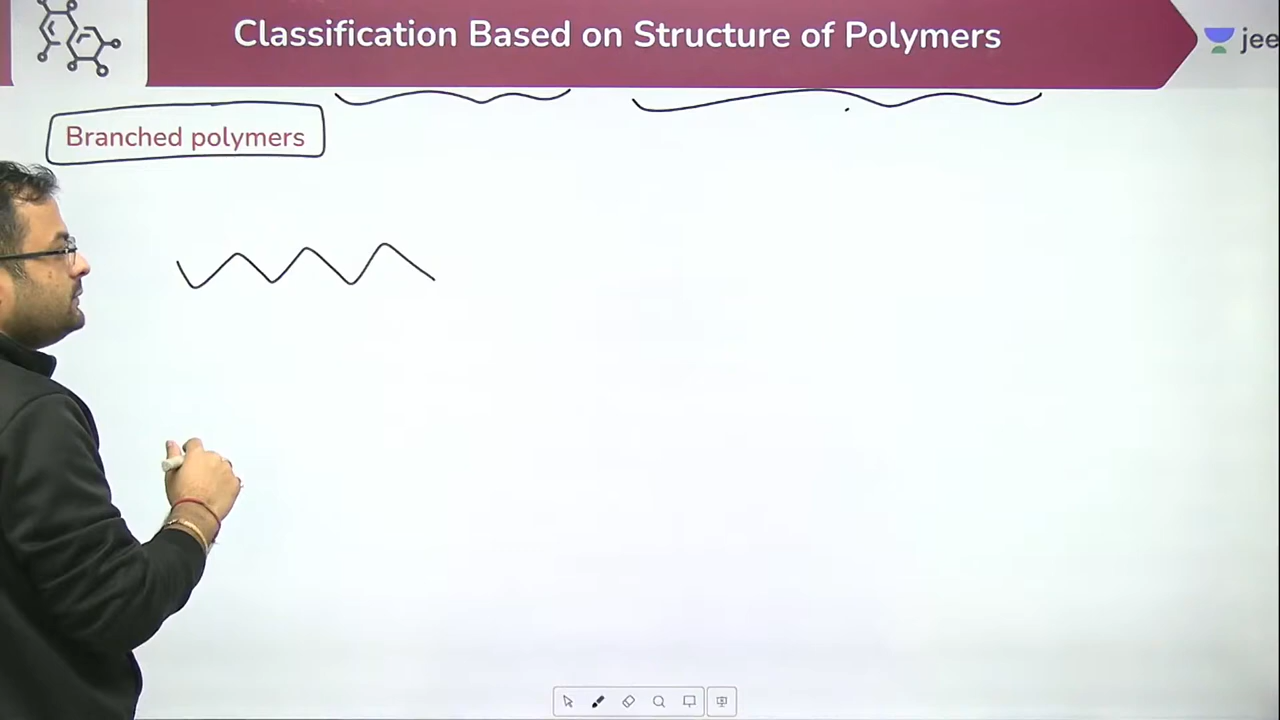 Classification Based on Structure of Polymers
jee
Branched polymers